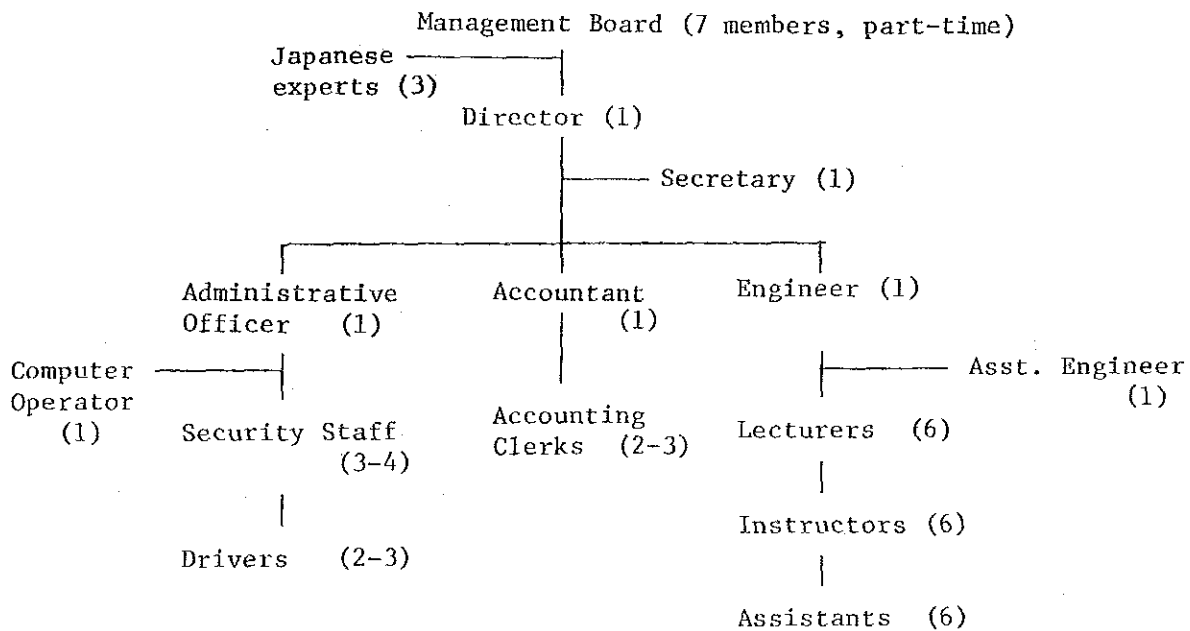 Management Board (7 members, part-time)
Japanese
experts (3)
Director (1)
Secretary (1)
Administrative
Officer (1)
Accountant
(1)
Engineer (1)
Computer
Operator
(1)
Asst. Engineer
(1)
Security Staff
(3-4)
Accounting
Clerks (2-3)
Lecturers (6)
Drivers (2-3)
Instructors (6)
Assistants (6)